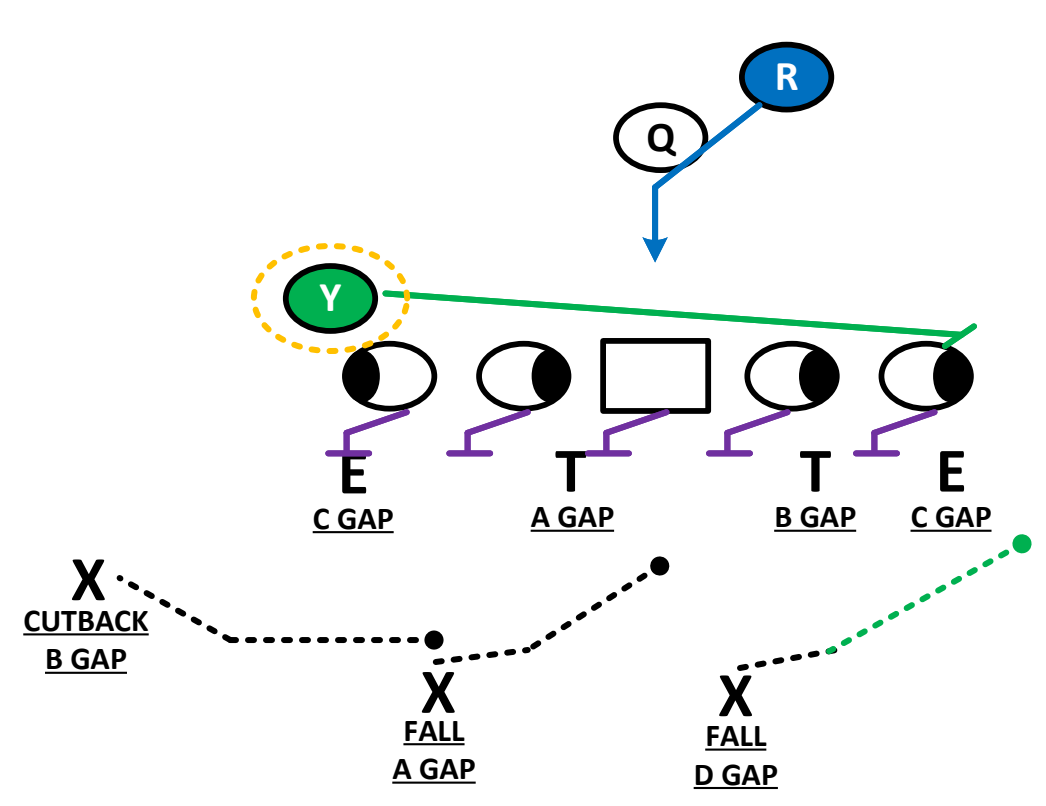 R
Q
Y
E
T
T
E
C GAP
A GAP
B GAP
C GAP
X
CUTBACK
B GAP
X
FALL
A GAP
X
FALL
D GAP